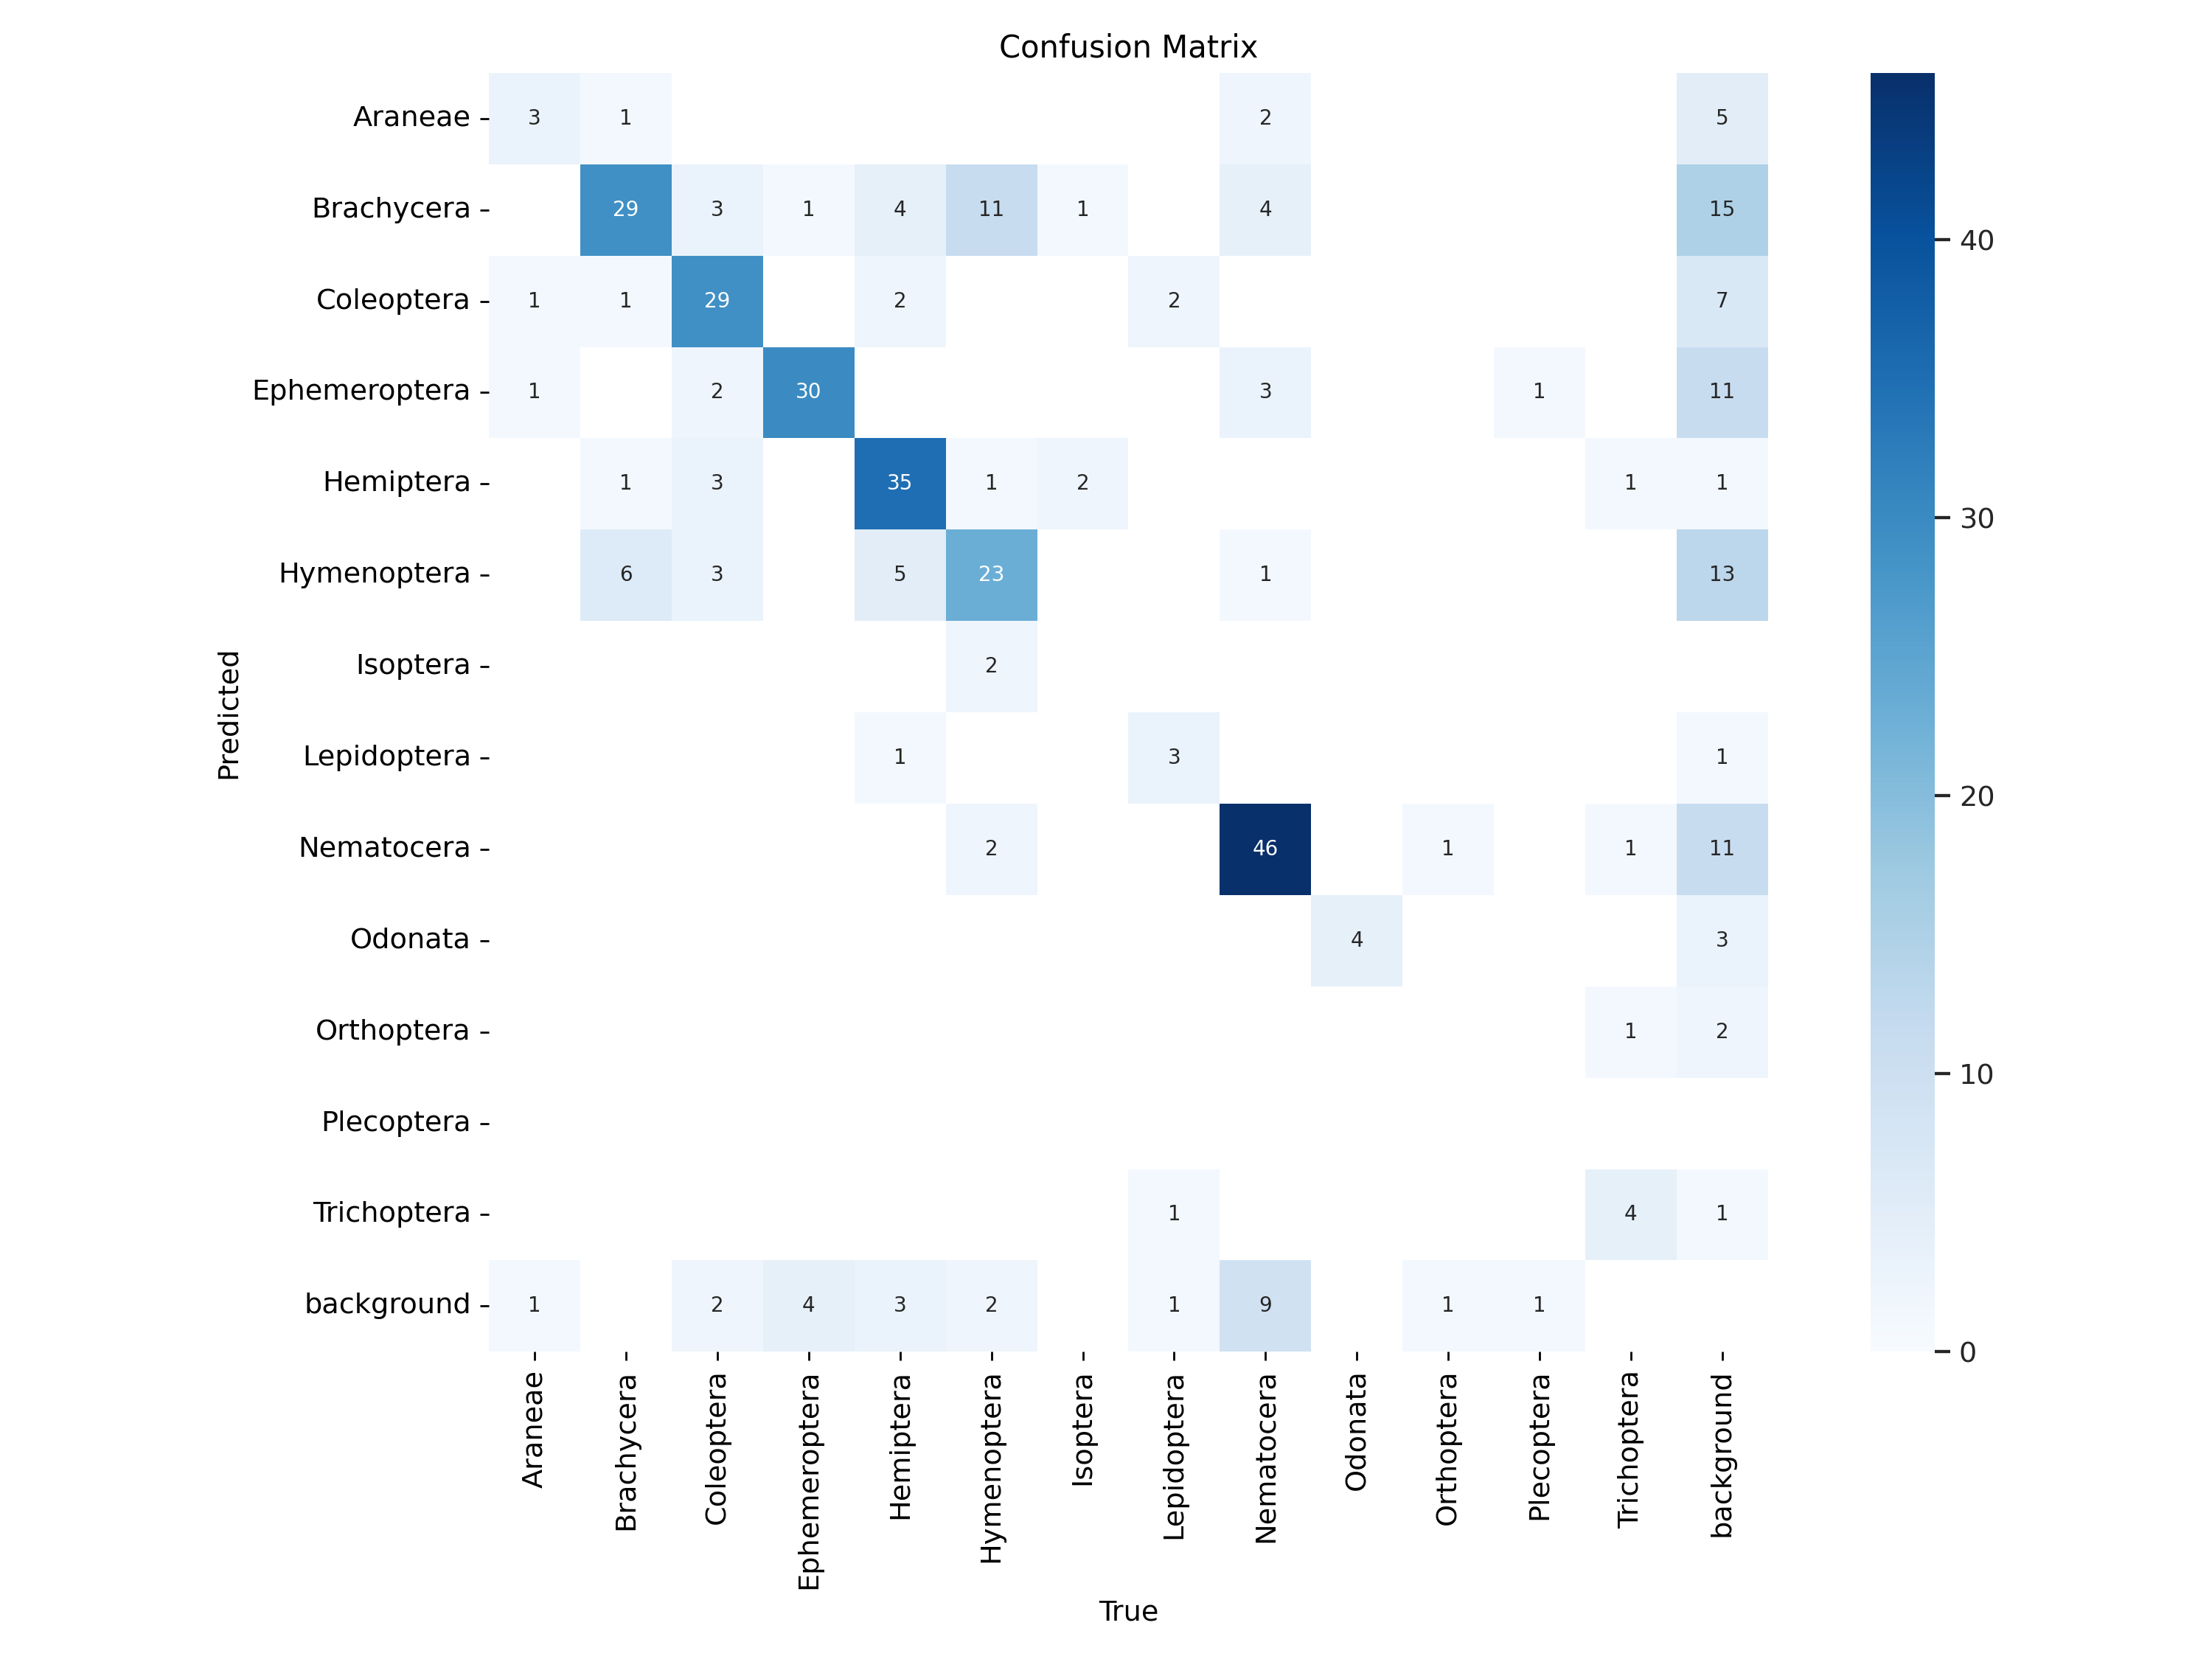 Confusion Matrix
Araneae 3 1 2 5
Brachycera 29 3 1 4 11 1 4 15
Coleoptera 1 1 29 2 2 7
Ephemeroptera 1 2 30 3 1 11
Hemiptera 1 3 35 1 2 1 1
Hymenoptera 6 3 5 23 1 13
Isoptera 2
Lepidoptera 1 3 1
Nematocera 2 46 1 1 11
Odonata 4 3
Orthoptera 1 2
Plecoptera
Trichoptera 1 4 1
background 1 2 4 3 2 1 9 1 1
Predicted
Araneae
Brachycera
Coleoptera
Ephemeroptera
Hemiptera
Hymenoptera
Isoptera
Lepidoptera
Nematocera
Odonata
Orthoptera
Plecoptera
Trichoptera
background
True
40
30
20
10
0